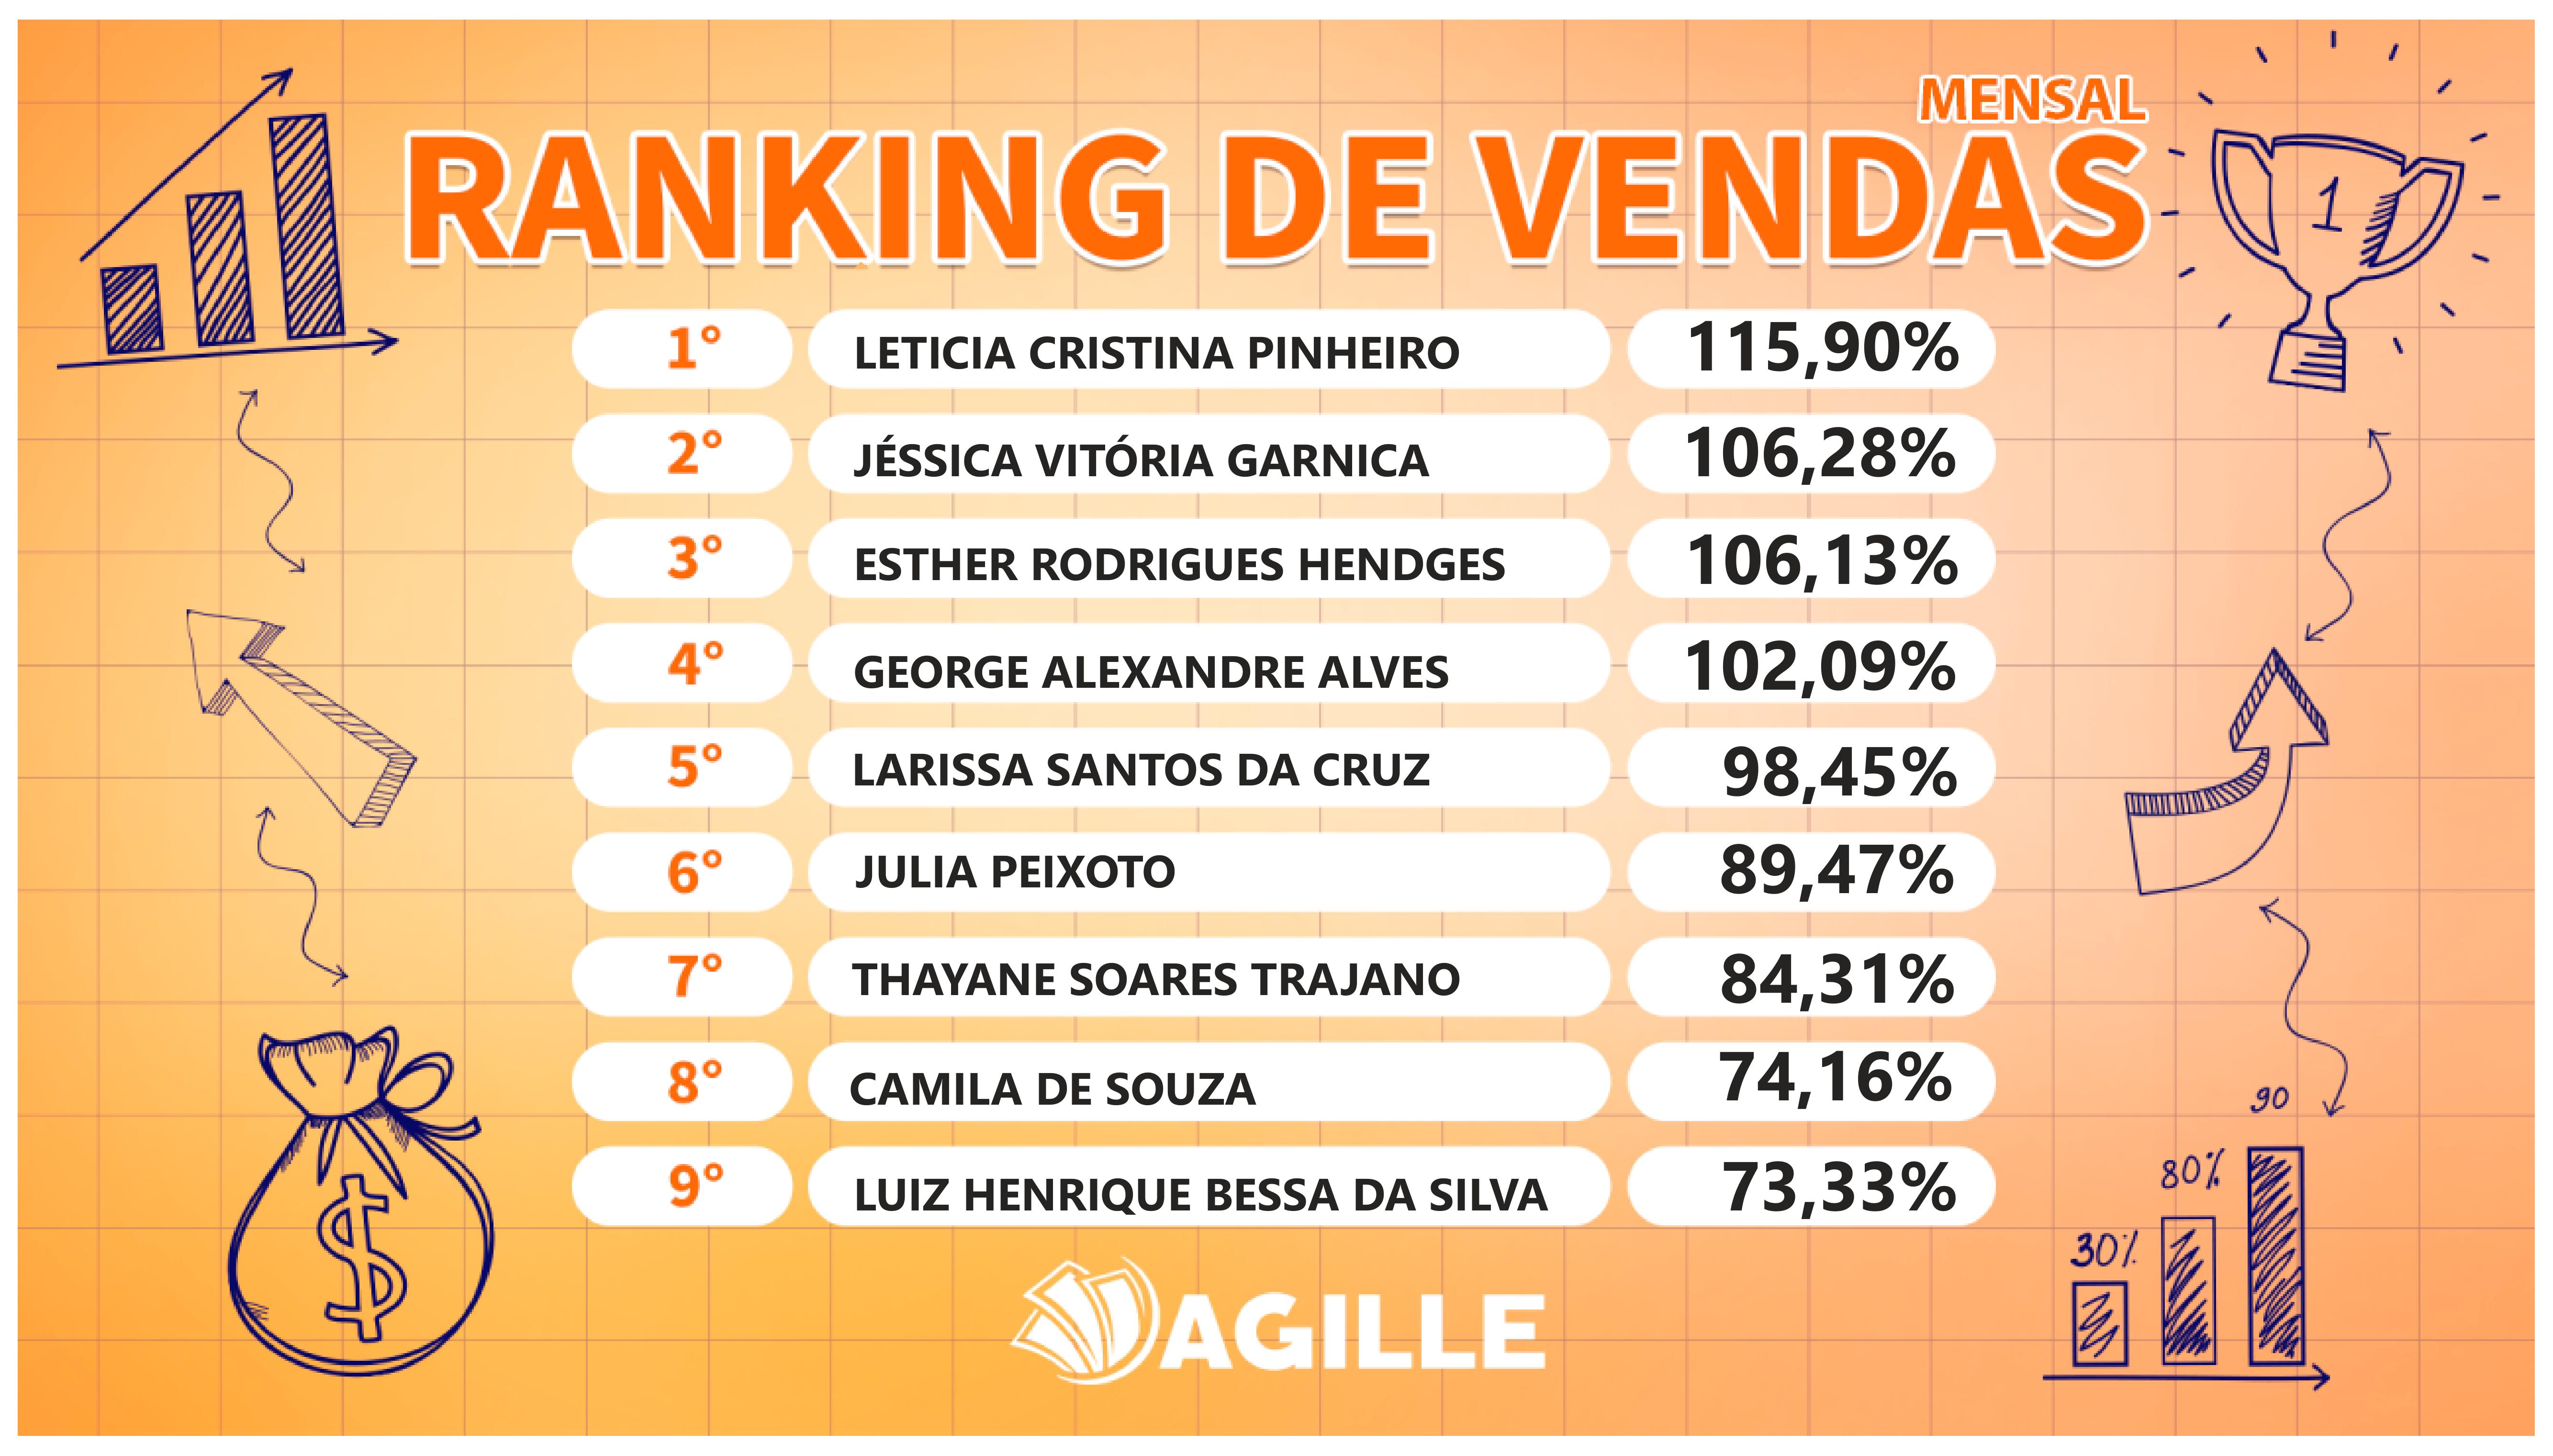 MENSAL
RANKING DE VENDAS
1
1° LETICIA CRISTINA PINHEIRO 115,90%
2° JÉSSICA VITÓRIA GARNICA 106,28%
3° ESTHER RODRIGUES HENDGES 106,13%
4° GEORGE ALEXANDRE ALVES 102,09%
5° LARISSA SANTOS DA CRUZ 98,45%
6° JULIA PEIXOTO 89,47%
7° THAYANE SOARES TRAJANO 84,31%
8° CAMILA DE SOUZA 74,16%
9° LUIZ HENRIQUE BESSA DA SILVA 73,33%
90
80%
30%
$
AGILLE